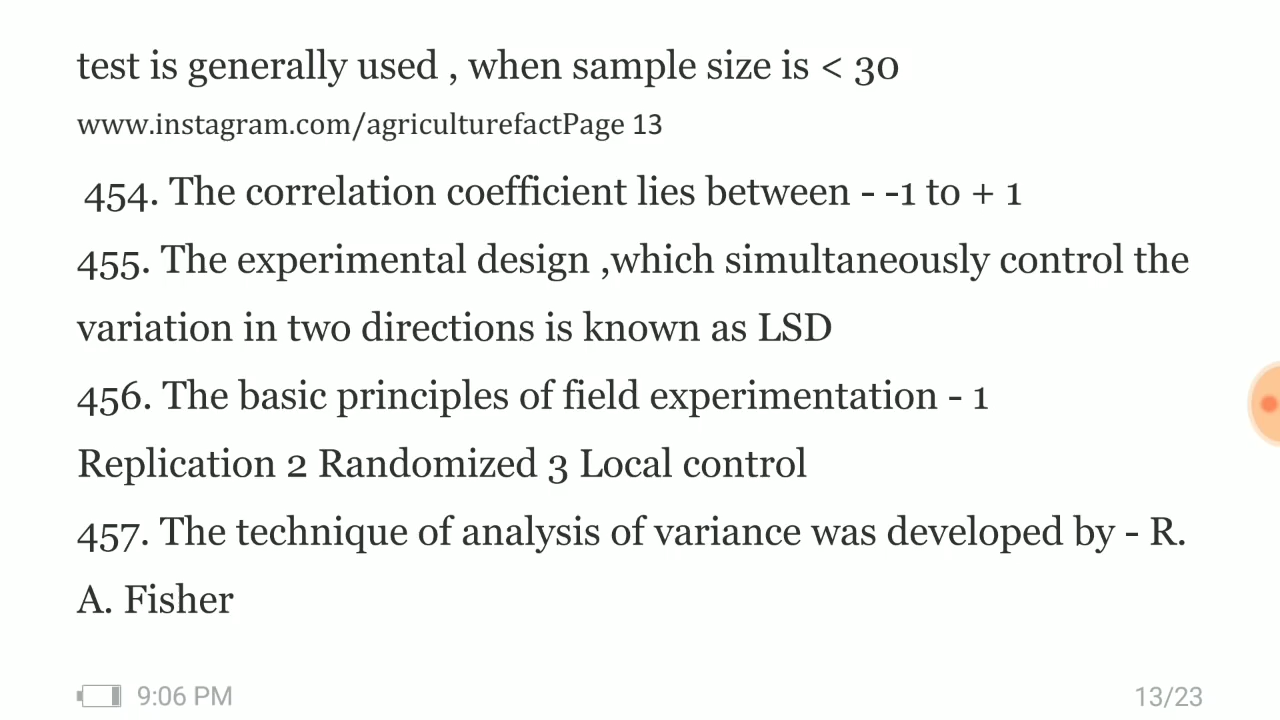 test is generally used , when sample size is < 30
www.instagram.com/agriculturefactPage 13
454. The correlation coefficient lies between - -1 to + 1
455. The experimental design ,which simultaneously control the
variation in two directions is known as LSD
456. The basic principles of field experimentation - 1
Replication 2 Randomized 3 Local control
457. The technique of analysis of variance was developed by - R.
A. Fisher
9:06 PM
13/23